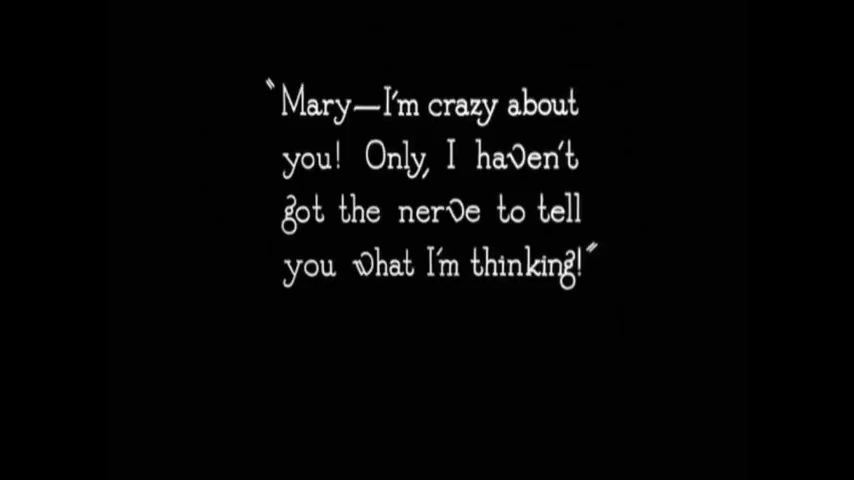 "Mary—I'm crazy about
you! Only, I haven't
got the nerve to tell
you what I'm thinking!"